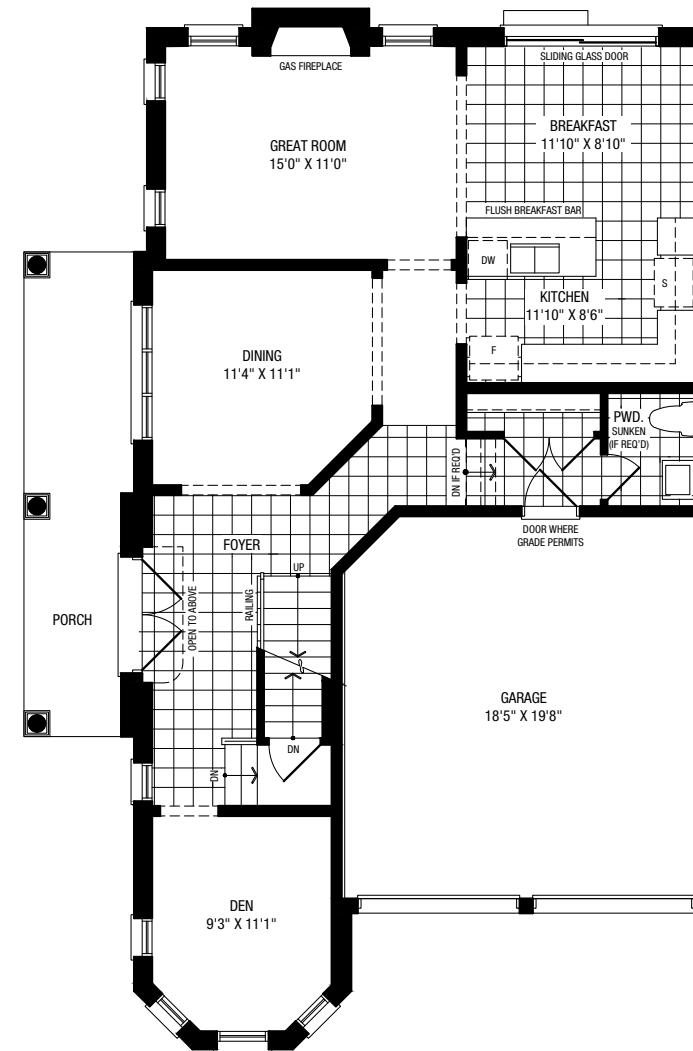 SLIDING GLASS DOOR
GAS FIREPLACE
BREAKFAST
11'10" X 8'10"
GREAT ROOM
15'0" X 11'0"
FLUSH BREAKFAST BAR
DW
S
KITCHEN
11'10" X 8'6"
F
DINING
11'4" X 11'1"
PWD.
SUNKEN
(IF REQ'D)
DN IF REQ'D
DOOR WHERE
GRADE PERMITS
FOYER
UP
RAILING
OPEN TO ABOVE
PORCH
GARAGE
18'5" X 19'8"
DN
DN
DEN
9'3" X 11'1"